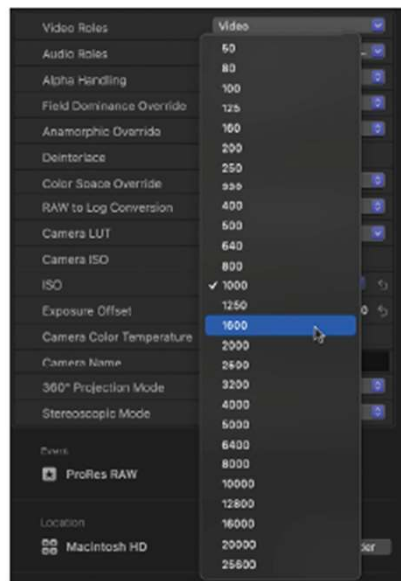 Video Roles
Video
Audio Roles
Alpha Handling
Field Dominance Override
Anamorphic Override
Deinterlace
Color Space Override
RAW to Log Conversion
Camera LUT
Camera ISO
ISO
Exposure Offset
0
Camera Color Temperature
Camera Name
360° Projection Mode
Stereoscopic Mode
50
80
100
125
160
200
250
320
400
500
640
800
✓ 1000
1250
1600
2000
2500
3200
4000
5000
6400
8000
10000
12800
16000
20000
25600
Event
ProRes RAW
Location
Macintosh HD